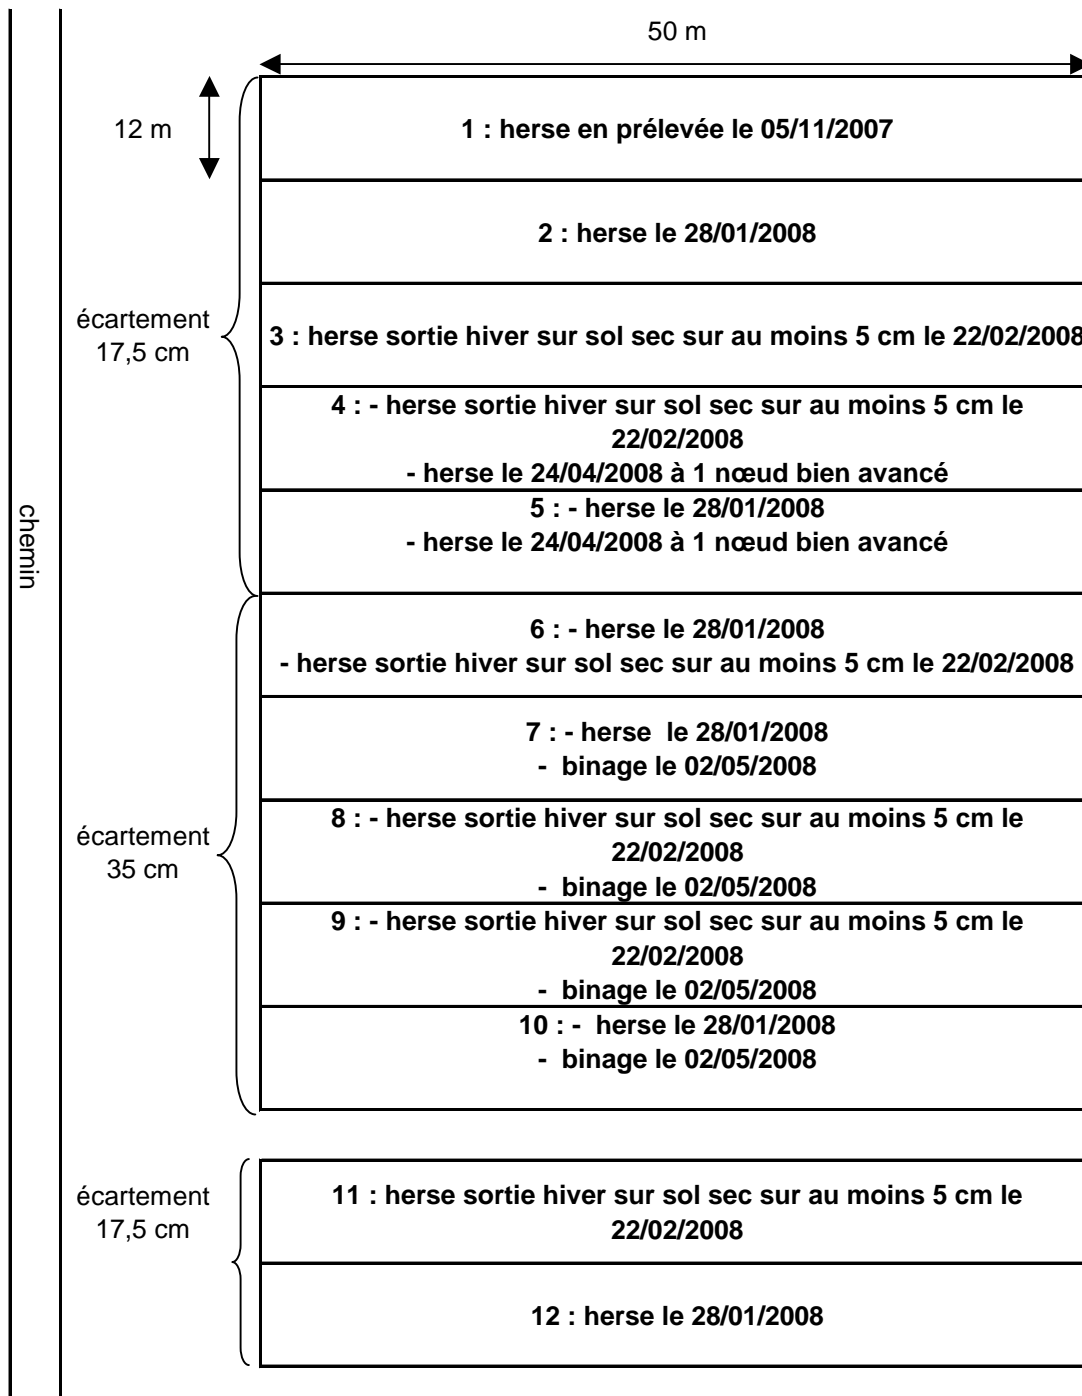 50 m
12 m
1 : herse en prélevée le 05/11/2007
2 : herse le 28/01/2008
écartement
17,5 cm
3 : herse sortie hiver sur sol sec sur au moins 5 cm le 22/02/2008
4 : - herse sortie hiver sur sol sec sur au moins 5 cm le
22/02/2008
- herse le 24/04/2008 à 1 nœud bien avancé
5 : - herse le 28/01/2008
- herse le 24/04/2008 à 1 nœud bien avancé
chemin
6 : - herse le 28/01/2008
- herse sortie hiver sur sol sec sur au moins 5 cm le 22/02/2008
7 : - herse le 28/01/2008
- binage le 02/05/2008
écartement
35 cm
8 : - herse sortie hiver sur sol sec sur au moins 5 cm le
22/02/2008
- binage le 02/05/2008
9 : - herse sortie hiver sur sol sec sur au moins 5 cm le
22/02/2008
- binage le 02/05/2008
10 : - herse le 28/01/2008
- binage le 02/05/2008
écartement
17,5 cm
11 : herse sortie hiver sur sol sec sur au moins 5 cm le
22/02/2008
12 : herse le 28/01/2008